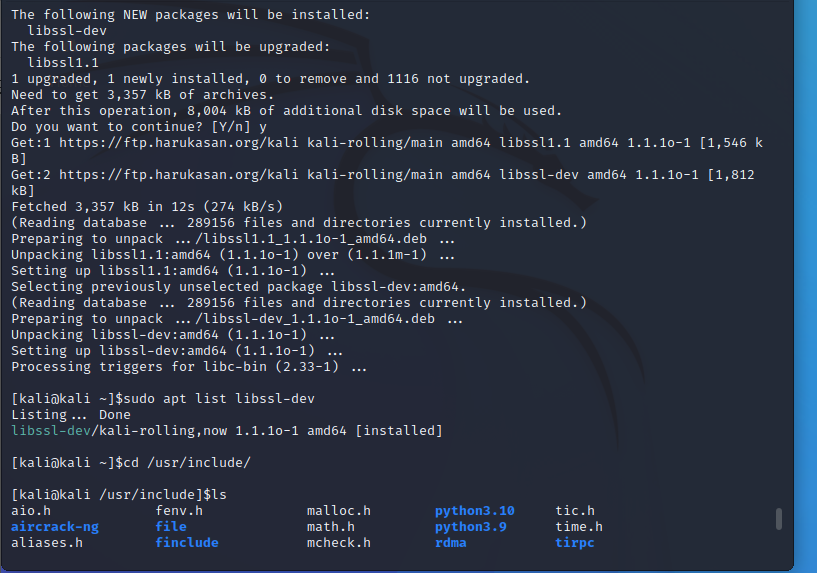 The following NEW packages will be installed:
  libssl-dev
The following packages will be upgraded:
  libssl1.1
1 upgraded, 1 newly installed, 0 to remove and 1116 not upgraded.
Need to get 3,357 kB of archives.
After this operation, 8,004 kB of additional disk space will be used.
Do you want to continue? [Y/n] y
Get:1 https://ftp.harukasan.org/kali kali-rolling/main amd64 libssl1.1 amd64 1.1.1o-1 [1,546 k
B]
Get:2 https://ftp.harukasan.org/kali kali-rolling/main amd64 libssl-dev amd64 1.1.1o-1 [1,812
kB]
Fetched 3,357 kB in 12s (274 kB/s)
(Reading database ... 289156 files and directories currently installed.)
Preparing to unpack .../libssl1.1_1.1.1o-1_amd64.deb ...
Unpacking libssl1.1:amd64 (1.1.1o-1) over (1.1.1m-1) ...
Setting up libssl1.1:amd64 (1.1.1o-1) ...
Selecting previously unselected package libssl-dev:amd64.
(Reading database ... 289156 files and directories currently installed.)
Preparing to unpack .../libssl-dev_1.1.1o-1_amd64.deb ...
Unpacking libssl-dev:amd64 (1.1.1o-1) ...
Setting up libssl-dev:amd64 (1.1.1o-1) ...
Processing triggers for libc-bin (2.33-1) ...
[kali@kali ~]$sudo apt list libssl-dev
Listing... Done
libssl-dev/kali-rolling,now 1.1.1o-1 amd64 [installed]
[kali@kali ~]$cd /usr/include/
[kali@kali /usr/include]$ls
aio.h fenv.h malloc.h python3.10 tic.h
aircrack-ng file math.h python3.9 time.h
aliases.h finclude mcheck.h rdma tirpc